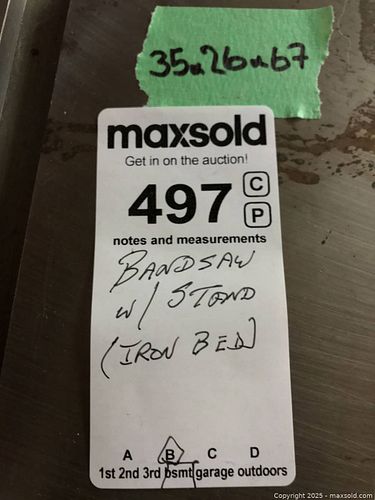 35x26x67
maxsold
Get in on the auction!
497 C
P
notes and measurements
BANDSAW
w/ STAND
(IRON BED)
A B C D
1st 2nd 3rd bsmt garage outdoors
Copyright © 2025 - maxsold.com